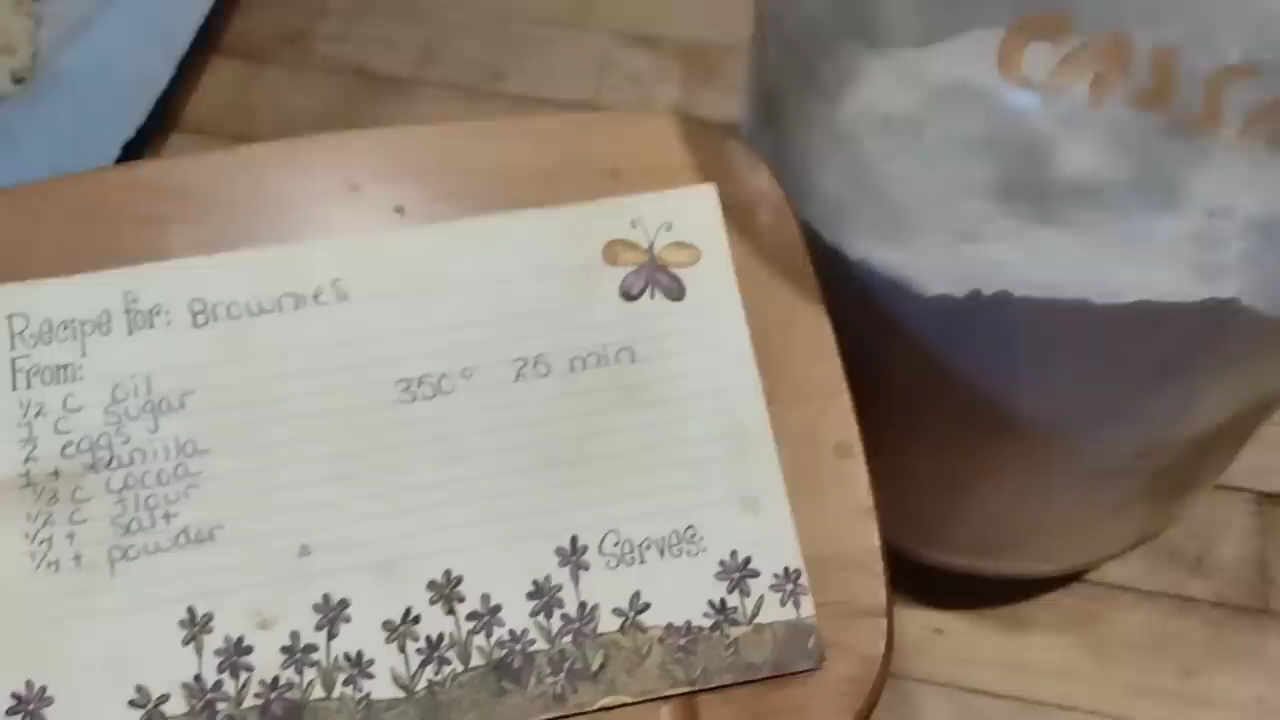 Recipe for: Brownies
From:
350° 25 min
1/2 C oil
1 C sugar
2 eggs
1 t vanilla
1/3 C cocoa
1/2 C flour
1/4 t salt
1/4 t powder
Serves: